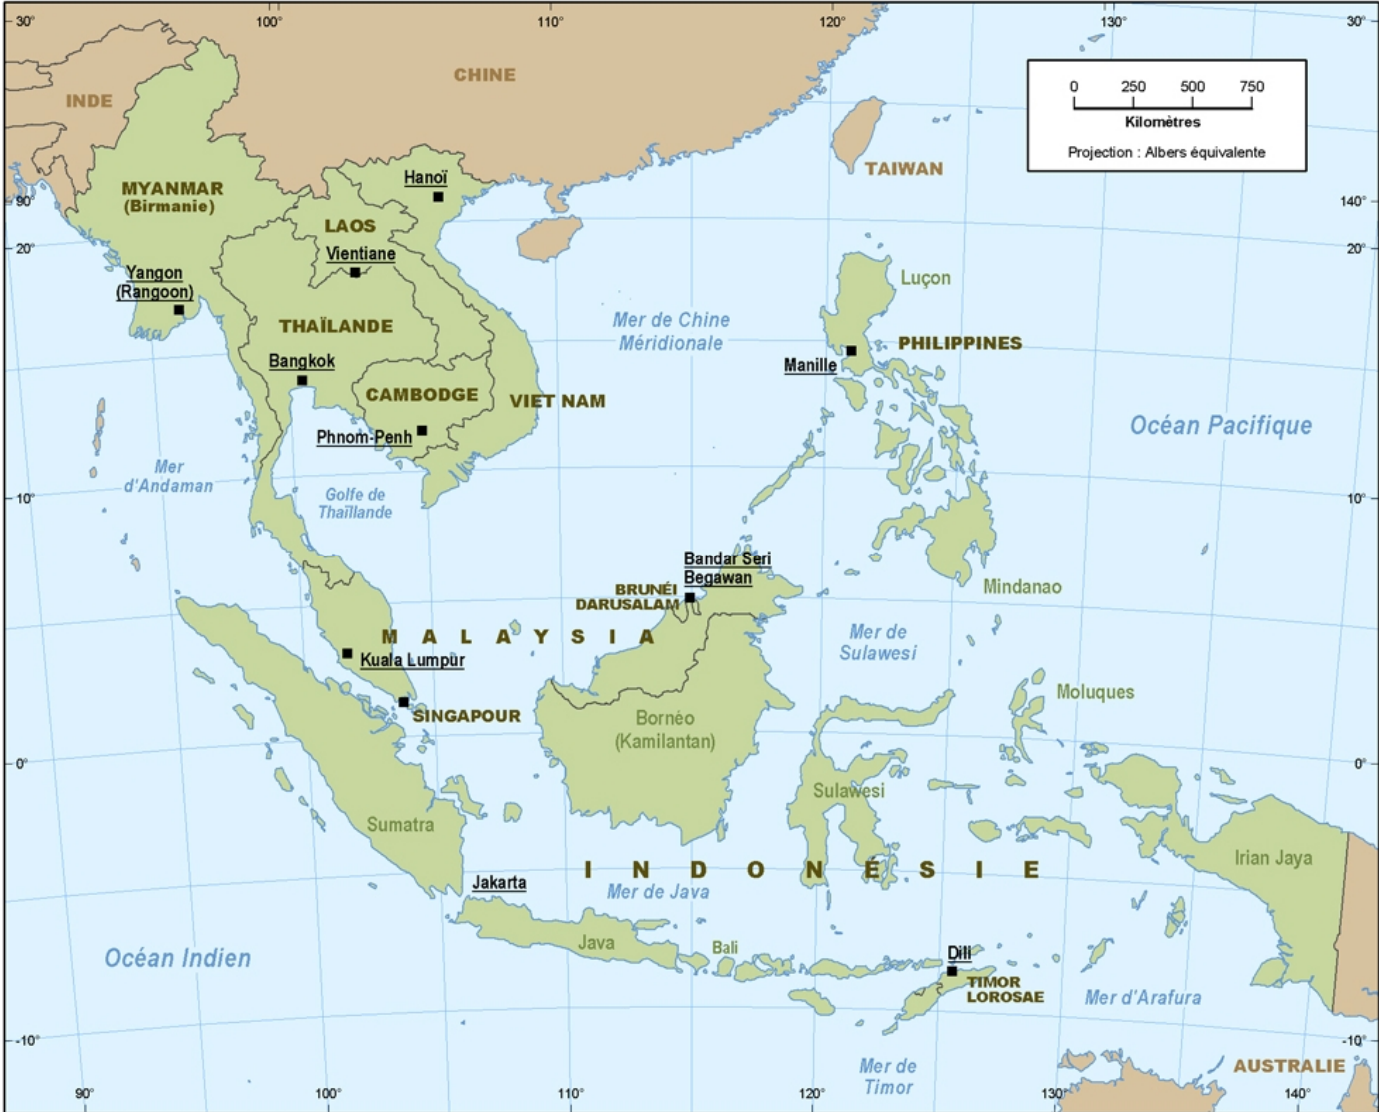 30°
100°
110°
120°
130°
30°
CHINE
INDE
0 250 500 750
Kilomètres
Projection : Albers équivalente
TAIWAN
Hanoï
MYANMAR
(Birmanie)
90°
140°
LAOS
20°
20°
Vientiane
Yangon
(Rangoon)
Luçon
THAÏLANDE
Mer de Chine
Méridionale
PHILIPPINES
Bangkok
Manille
CAMBODGE
VIET NAM
Phnom-Penh
Océan Pacifique
Mer
d'Andaman
10°
10°
Golfe de
Thaïllande
Bandar Seri
Begawan
BRUNÉI
DARUSALAM
Mindanao
MALAYSIA
Mer de
Sulawesi
Kuala Lumpur
SINGAPOUR
Moluques
Bornéo
(Kamilantan)
0°
0°
Sulawesi
Sumatra
Irian Jaya
INDONÉSIE
Jakarta
Mer de Java
Java
Bali
Océan Indien
Dili
TIMOR
LOROSAE
Mer d'Arafura
-10°
-10°
Mer de
Timor
AUSTRALIE
90°
100°
110°
120°
130°
140°